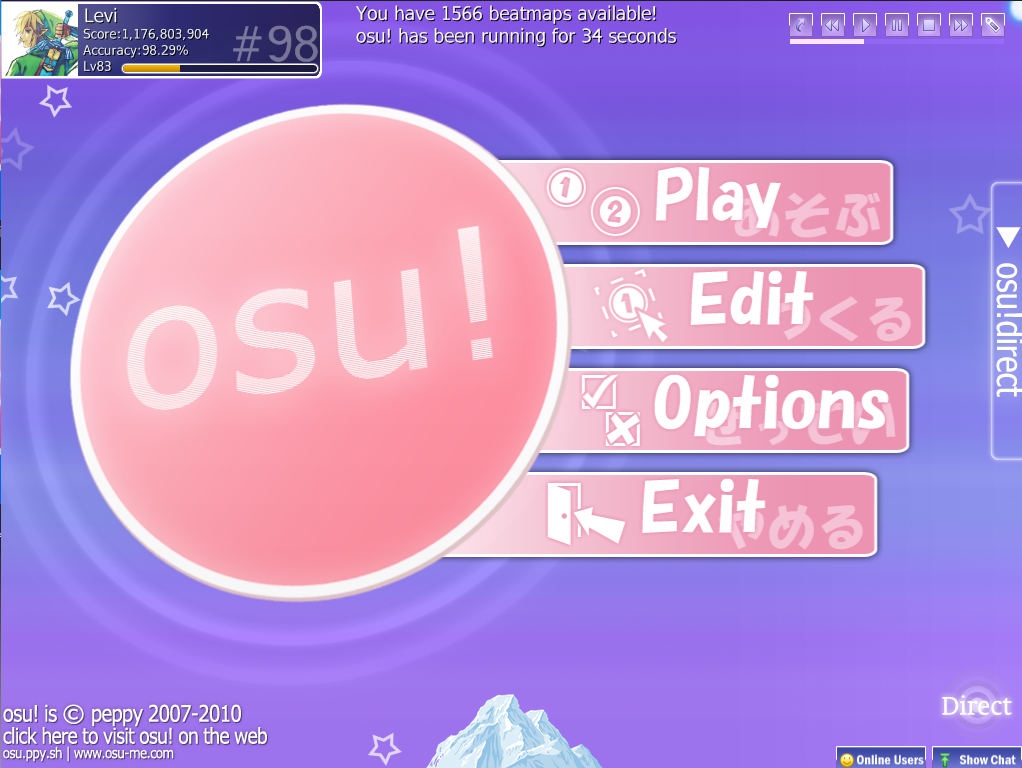 Levi
Score:1,176,803,904
Accuracy:98.29%
Lv83
#98
You have 1566 beatmaps available!
osu! has been running for 34 seconds
osu!
1
2
Play
あそぶ
1
Edit
つくる
Options
せってい
Exit
やめる
osu!direct
Direct
osu! is © peppy 2007-2010
click here to visit osu! on the web
osu.ppy.sh | www.osu-me.com
Online Users
Show Chat